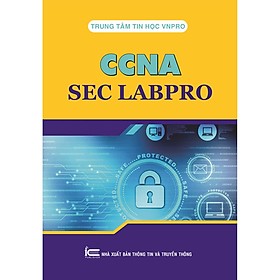 TRUNG TÂM TIN HỌC VNPRO
CCNA
SEC LABPRO
NHÀ XUẤT BẢN THÔNG TIN VÀ TRUYỀN THÔNG